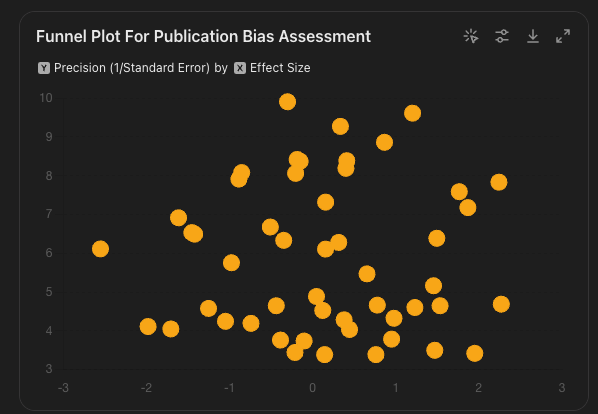 Funnel Plot For Publication Bias Assessment
Y Precision (1/Standard Error) by X Effect Size
10
9
8
7
6
5
4
3
-3 -2 -1 0 1 2 3